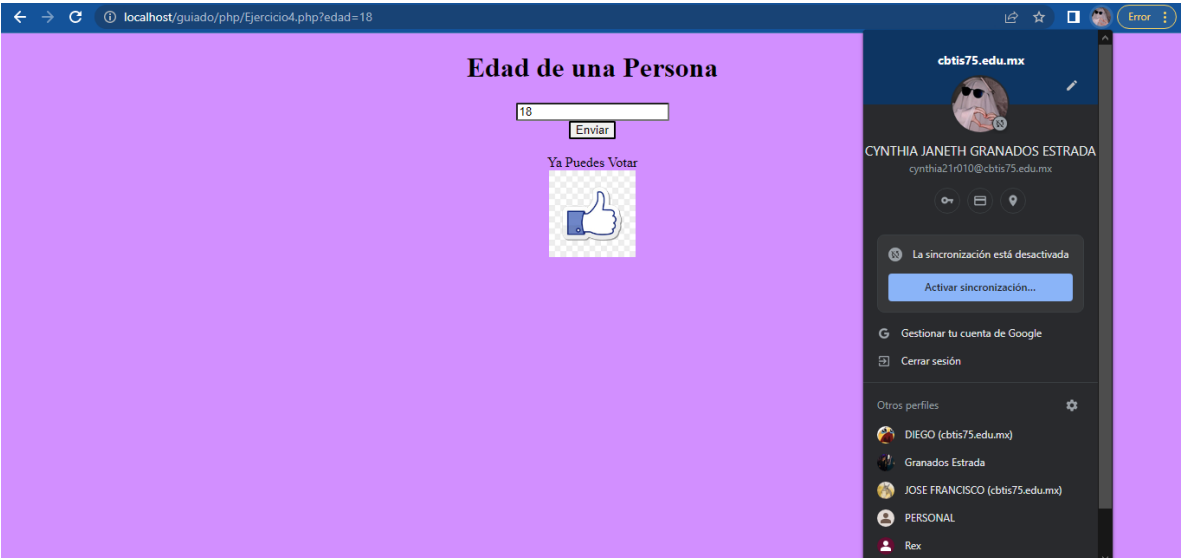 localhost/guiado/php/Ejercicio4.php?edad=18
Error
Edad de una Persona
18
Enviar
Ya Puedes Votar
cbtis75.edu.mx
CYNTHIA JANETH GRANADOS ESTRADA
cynthia21r010@cbtis75.edu.mx
La sincronización está desactivada
Activar sincronización...
Gestionar tu cuenta de Google
Cerrar sesión
Otros perfiles
DIEGO (cbtis75.edu.mx)
Granados Estrada
JOSE FRANCISCO (cbtis75.edu.mx)
PERSONAL
Rex